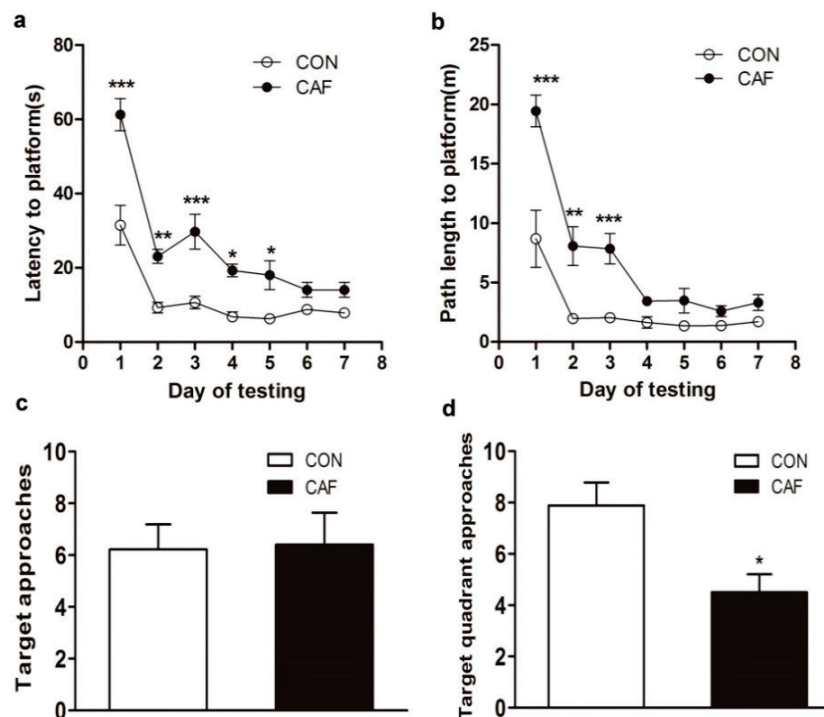 a
80
60
40
20
0
Latency to platform(s)
CON
CAF
***
**
***
*
*
0 1 2 3 4 5 6 7 8
Day of testing
b
25
20
15
10
5
0
Path length to platform(m)
CON
CAF
***
**
***
0 1 2 3 4 5 6 7 8
Day of testing
c
10
8
6
4
2
0
Target approaches
CON
CAF
d
10
8
6
4
2
0
Target quadrant approaches
CON
CAF
*